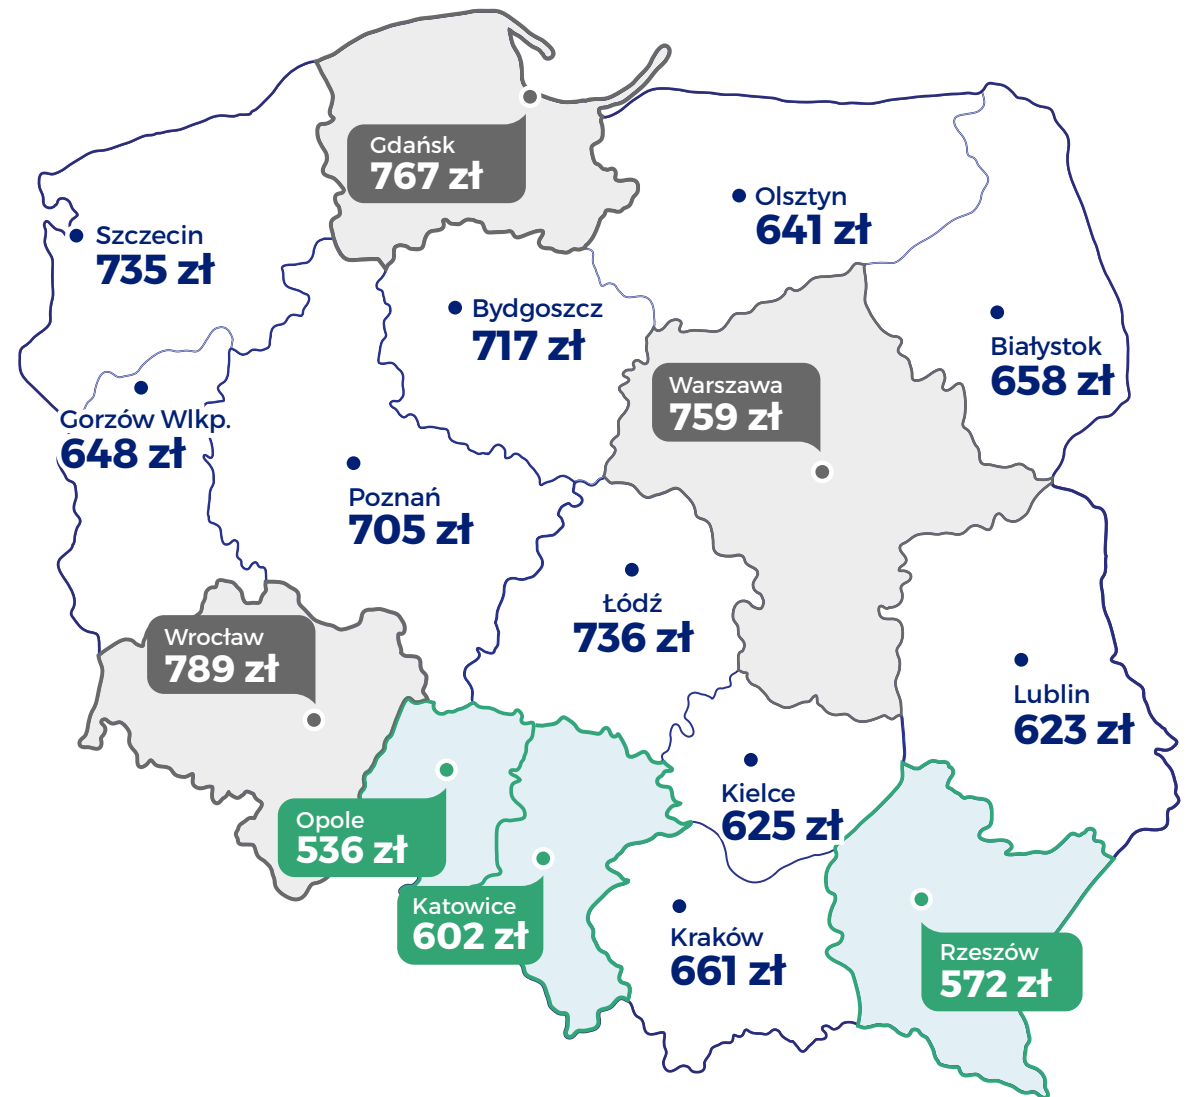 Gdańsk
767 zł
Olsztyn
641 zł
Szczecin
735 zł
Bydgoszcz
717 zł
Białystok
658 zł
Warszawa
759 zł
Gorzów Wlkp.
648 zł
Poznań
705 zł
Łódź
736 zł
Wrocław
789 zł
Lublin
623 zł
Kielce
625 zł
Opole
536 zł
Katowice
602 zł
Kraków
661 zł
Rzeszów
572 zł